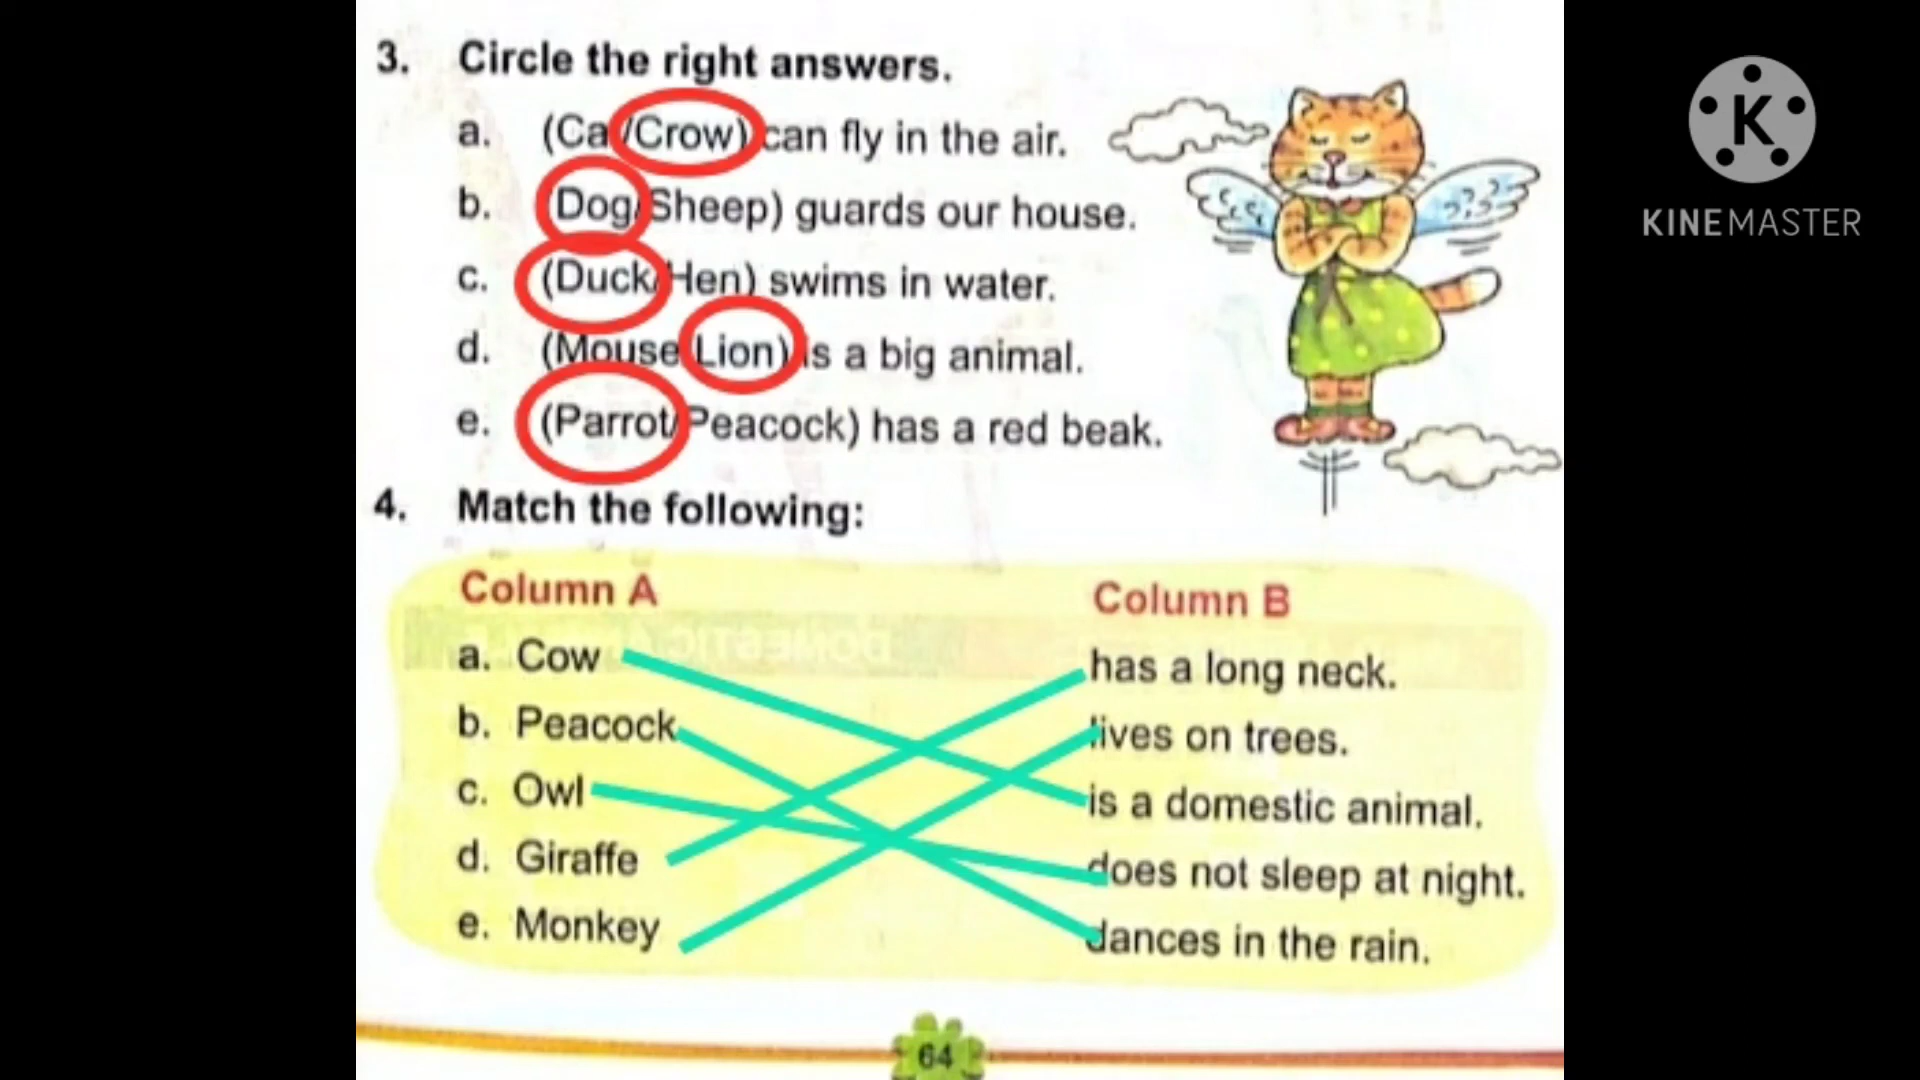 3. Circle the right answers.
a. (Ca/Crow) can fly in the air.
b. (Dog/Sheep) guards our house.
c. (Duck/Hen) swims in water.
d. (Mouse/Lion) is a big animal.
e. (Parrot/Peacock) has a red beak.
4. Match the following:
Column A Column B
a. Cow has a long neck.
b. Peacock lives on trees.
c. Owl is a domestic animal.
d. Giraffe does not sleep at night.
e. Monkey dances in the rain.
64
K
KINEMASTER